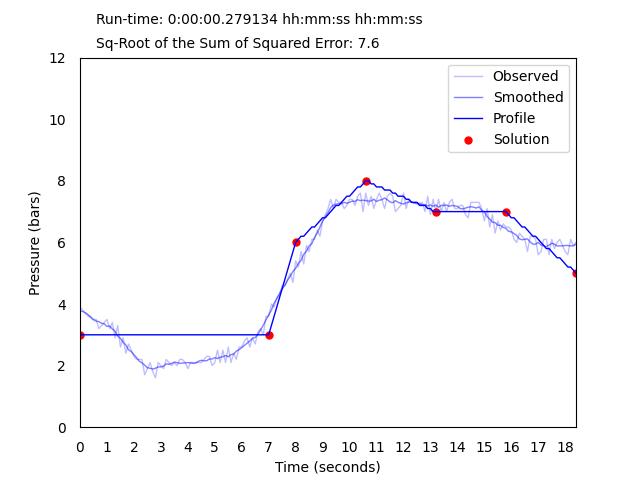 Run-time: 0:00:00.279134 hh:mm:ss hh:mm:ss
Sq-Root of the Sum of Squared Error: 7.6
Observed
Smoothed
Profile
Solution
Pressure (bars)
12
10
8
6
4
2
0
0 1 2 3 4 5 6 7 8 9 10 11 12 13 14 15 16 17 18
Time (seconds)